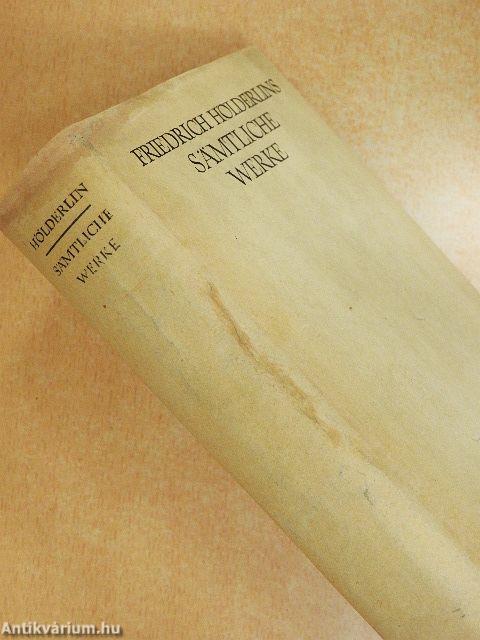 FRIEDRICH HÖLDERLINS
SÄMTLICHE
WERKE
HÖLDERLIN
SÄMTLICHE
WERKE
Antikvárium.hu